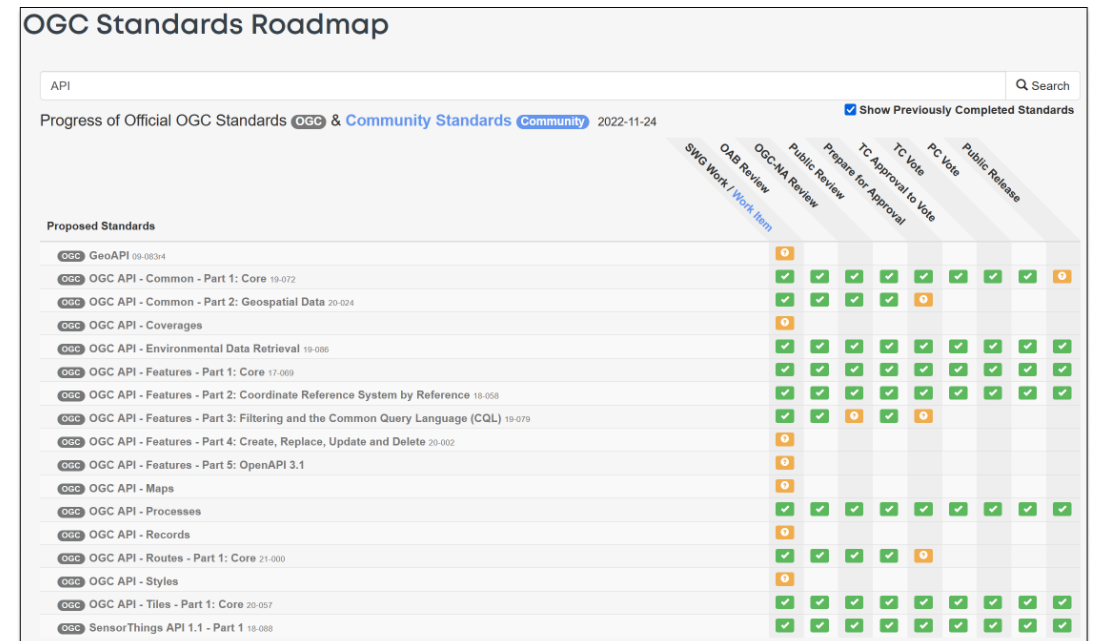 OGC Standards Roadmap
API
Search
Show Previously Completed Standards
Progress of Official OGC Standards OGC & Community Standards Community 2022-11-24
SWG Work / Work Item
OAB Review
OGC-NA Review
Public Review
Prepare for Approval
TC Approval to Vote
TC Vote
PC Vote
Public Release
Proposed Standards
OGC GeoAPI 09-083r4
OGC OGC API - Common - Part 1: Core 19-072
OGC OGC API - Common - Part 2: Geospatial Data 20-024
OGC OGC API - Coverages
OGC OGC API - Environmental Data Retrieval 19-086
OGC OGC API - Features - Part 1: Core 17-069
OGC OGC API - Features - Part 2: Coordinate Reference System by Reference 18-058
OGC OGC API - Features - Part 3: Filtering and the Common Query Language (CQL) 19-079
OGC OGC API - Features - Part 4: Create, Replace, Update and Delete 20-002
OGC OGC API - Features - Part 5: OpenAPI 3.1
OGC OGC API - Maps
OGC OGC API - Processes
OGC OGC API - Records
OGC OGC API - Routes - Part 1: Core 21-000
OGC OGC API - Styles
OGC OGC API - Tiles - Part 1: Core 20-057
OGC SensorThings API 1.1 - Part 1 18-088